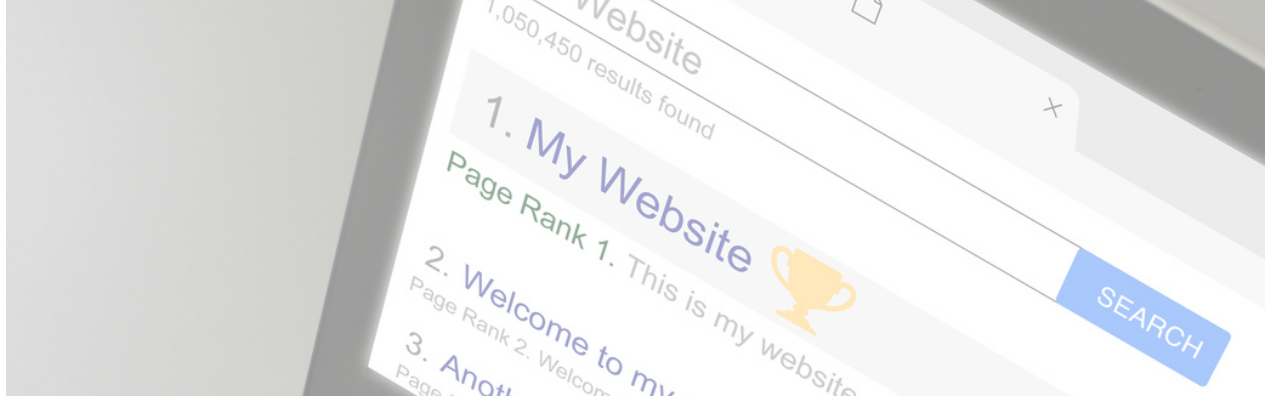 Website
1,050,450 results found
1. My Website
Page Rank 1. This is my website
SEARCH
2. Welcome to my
Page Rank 2. Welcom
3. Anoth
Page